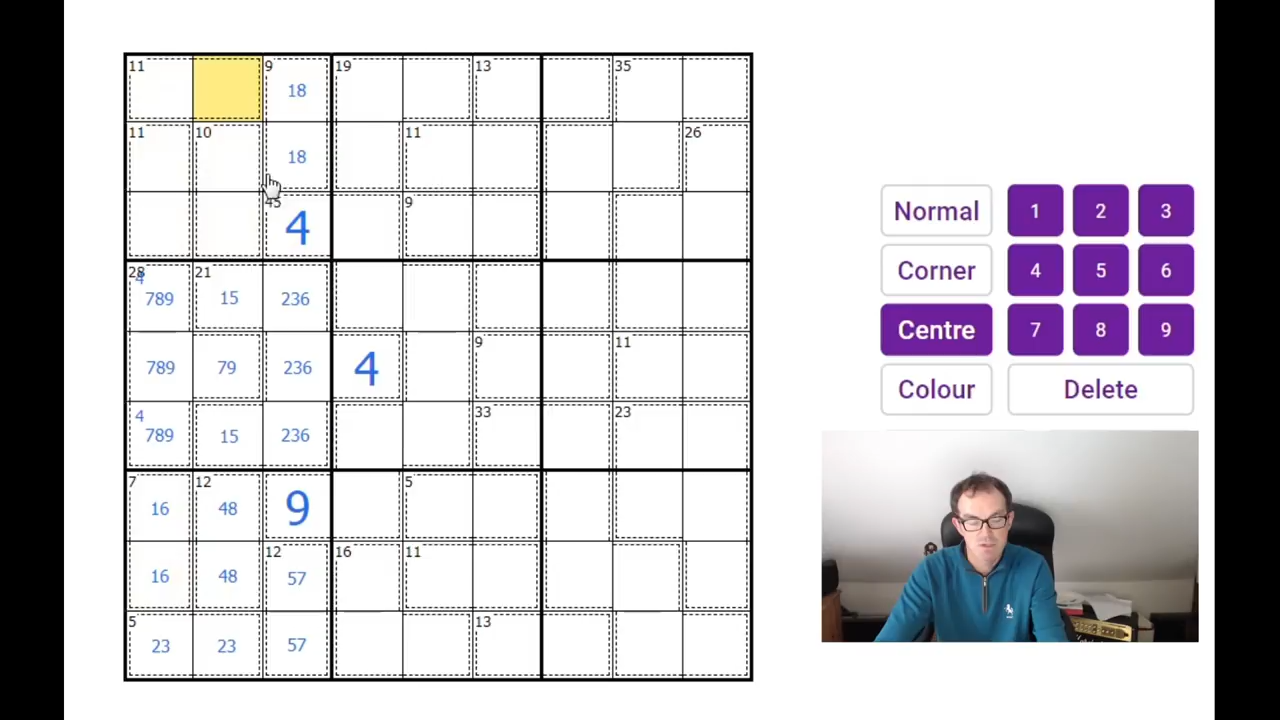 11 9 19 13 35
18
11 10 11 26
18
45 9
4
28 21
4
789 15 236
9 11
789 79 236 4
33 23
4
789 15 236
7 12 5
16 48 9
12 16 11
16 48 57
5 13
23 23 57
Normal 1 2 3
Corner 4 5 6
Centre 7 8 9
Colour Delete